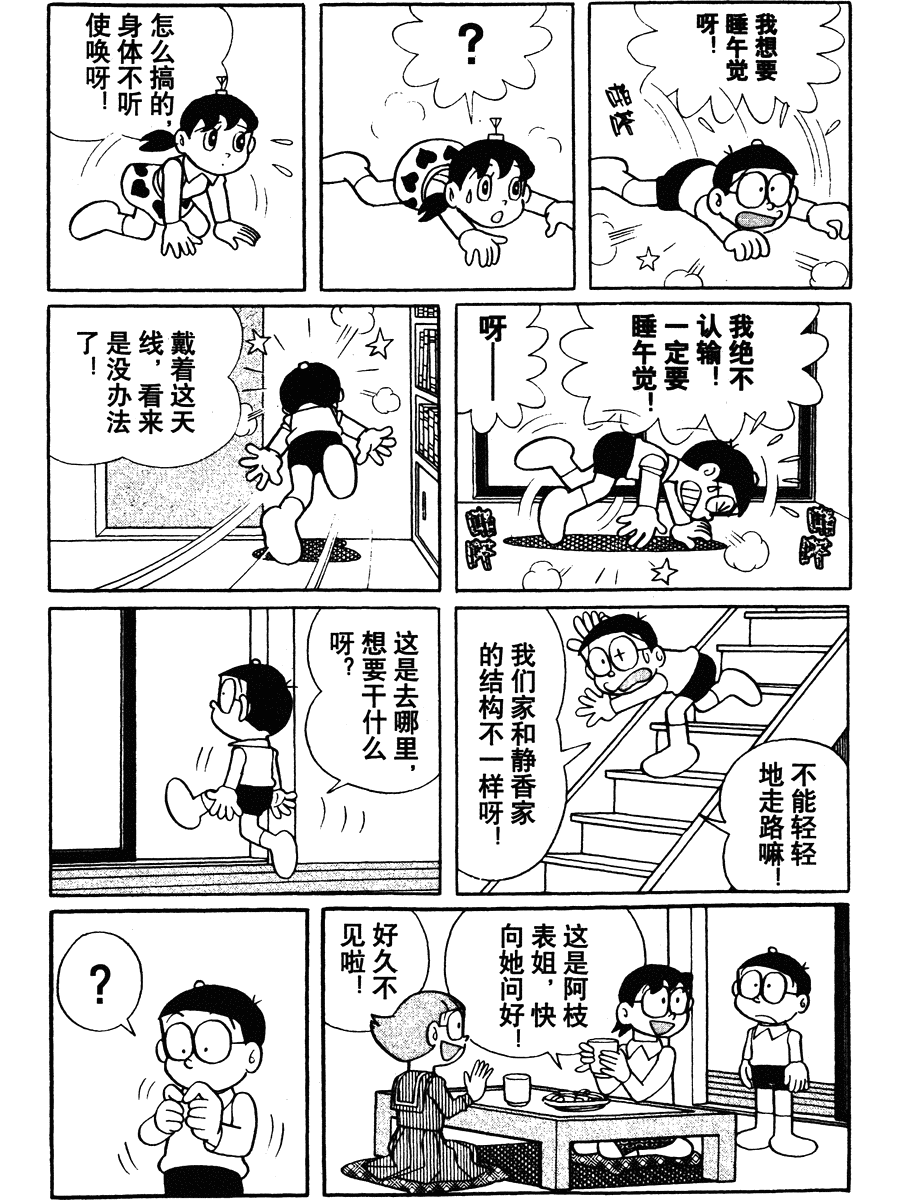 我想要
睡午觉
呀！
？
怎么搞的，
身体不听
使唤呀！
我绝不
认输！
一定要
睡午觉！
呀——
戴着这天
线，看来
是没办法
了！
我们家和静香家
的结构不一样呀！
不能轻轻
地走路嘛！
这是去哪里，
想要干什么
呀？
这是阿枝
表姐，快
向她问好！
好久不
见啦！
？